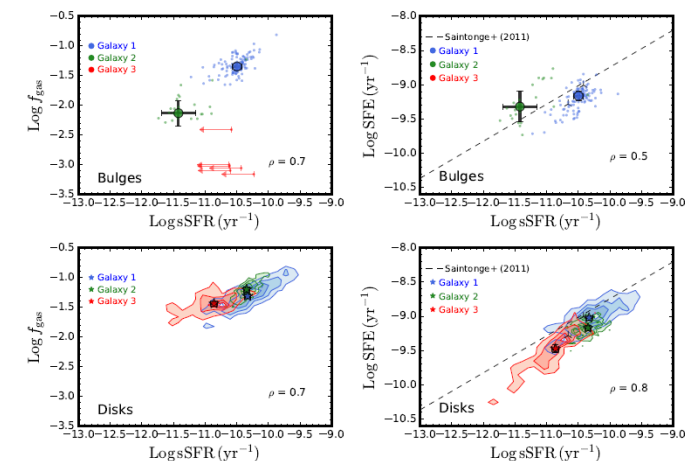 −0.5
−1.0
−1.5
−2.0
−2.5
−3.0
−3.5
Log f_gas
Galaxy 1
Galaxy 2
Galaxy 3
ρ = 0.7
Bulges
−13.0 −12.5 −12.0 −11.5 −11.0 −10.5 −10.0 −9.5 −9.0
Log sSFR (yr⁻¹)
−8.0
−8.5
−9.0
−9.5
−10.0
−10.5
Log SFE (yr⁻¹)
Saintonge+ (2011)
Galaxy 1
Galaxy 2
Galaxy 3
ρ = 0.5
Bulges
−13.0 −12.5 −12.0 −11.5 −11.0 −10.5 −10.0 −9.5 −9.0
Log sSFR (yr⁻¹)
−0.5
−1.0
−1.5
−2.0
−2.5
−3.0
−3.5
Log f_gas
Galaxy 1
Galaxy 2
Galaxy 3
ρ = 0.7
Disks
−13.0 −12.5 −12.0 −11.5 −11.0 −10.5 −10.0 −9.5 −9.0
Log sSFR (yr⁻¹)
−8.0
−8.5
−9.0
−9.5
−10.0
−10.5
Log SFE (yr⁻¹)
Saintonge+ (2011)
Galaxy 1
Galaxy 2
Galaxy 3
ρ = 0.8
Disks
−13.0 −12.5 −12.0 −11.5 −11.0 −10.5 −10.0 −9.5 −9.0
Log sSFR (yr⁻¹)